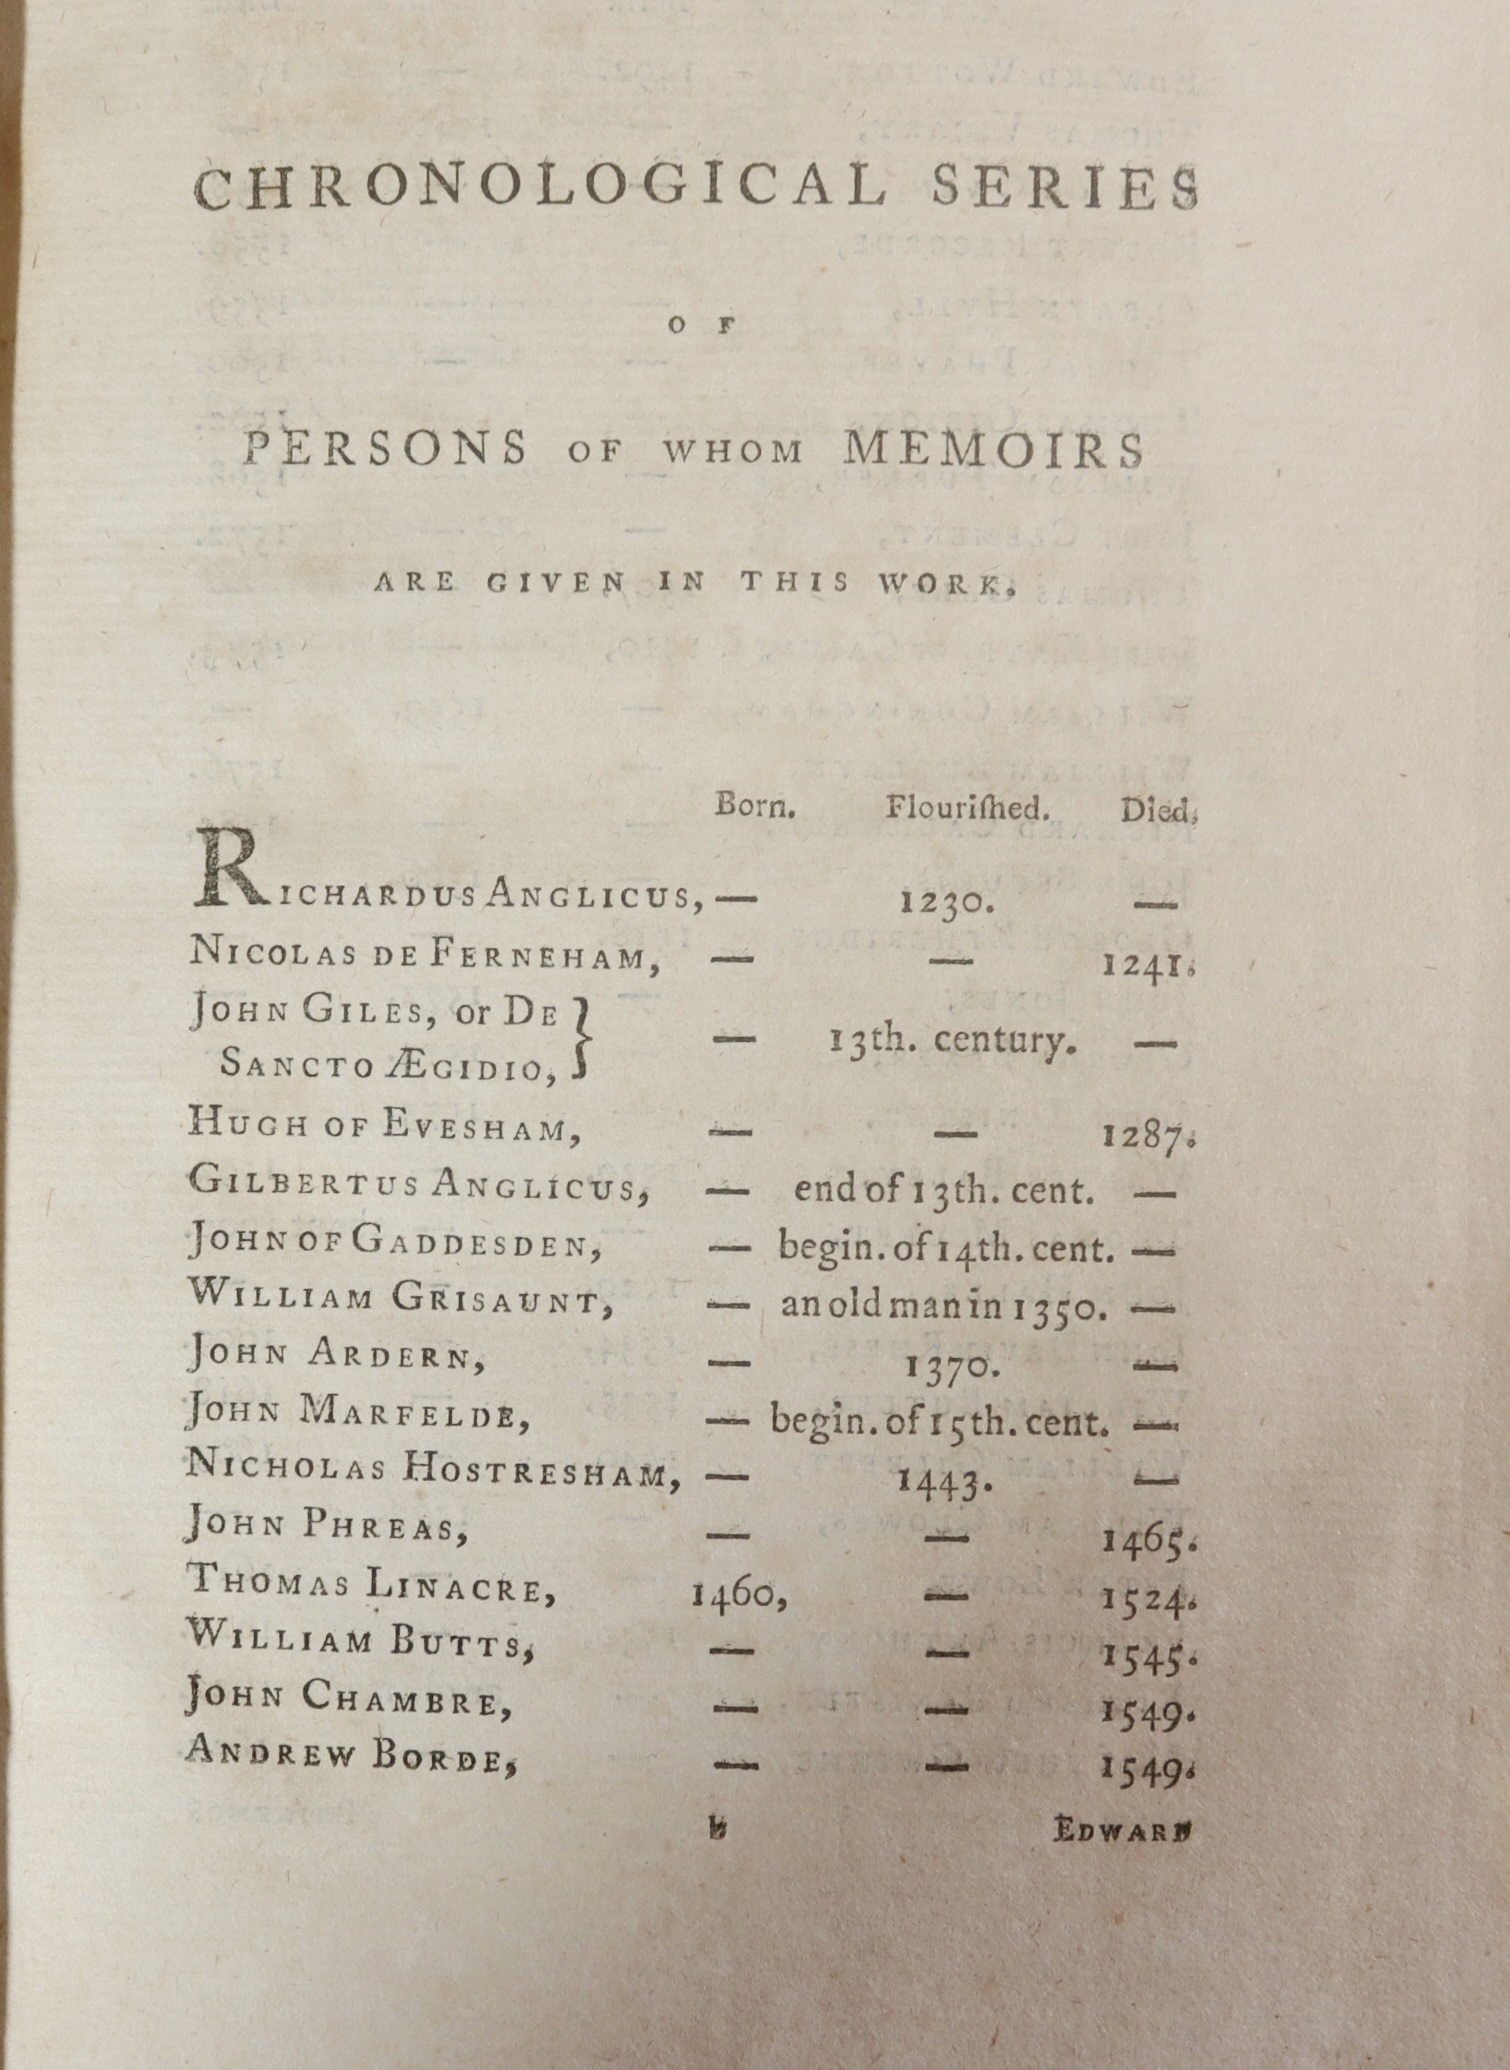 CHRONOLOGICAL SERIES
OF
PERSONS OF WHOM MEMOIRS
ARE GIVEN IN THIS WORK.
Born. Flouriſhed. Died.
RICHARDUS ANGLICUS, — 1230. —
NICOLAS DE FERNEHAM, — — 1241.
JOHN GILES, or DE
SANCTO ÆGIDIO, } — 13th. century. —
HUGH OF EVESHAM, — — 1287.
GILBERTUS ANGLICUS, — end of 13th. cent. —
JOHN OF GADDESDEN, — begin. of 14th. cent. —
WILLIAM GRISAUNT, — an old man in 1350. —
JOHN ARDERN, — 1370. —
JOHN MARFELDE, — begin. of 15th. cent. —
NICHOLAS HOSTRESHAM, — 1443. —
JOHN PHREAS, — — 1465.
THOMAS LINACRE, 1460, — 1524.
WILLIAM BUTTS, — — 1545.
JOHN CHAMBRE, — — 1549.
ANDREW BORDE, — — 1549.
b EDWARD